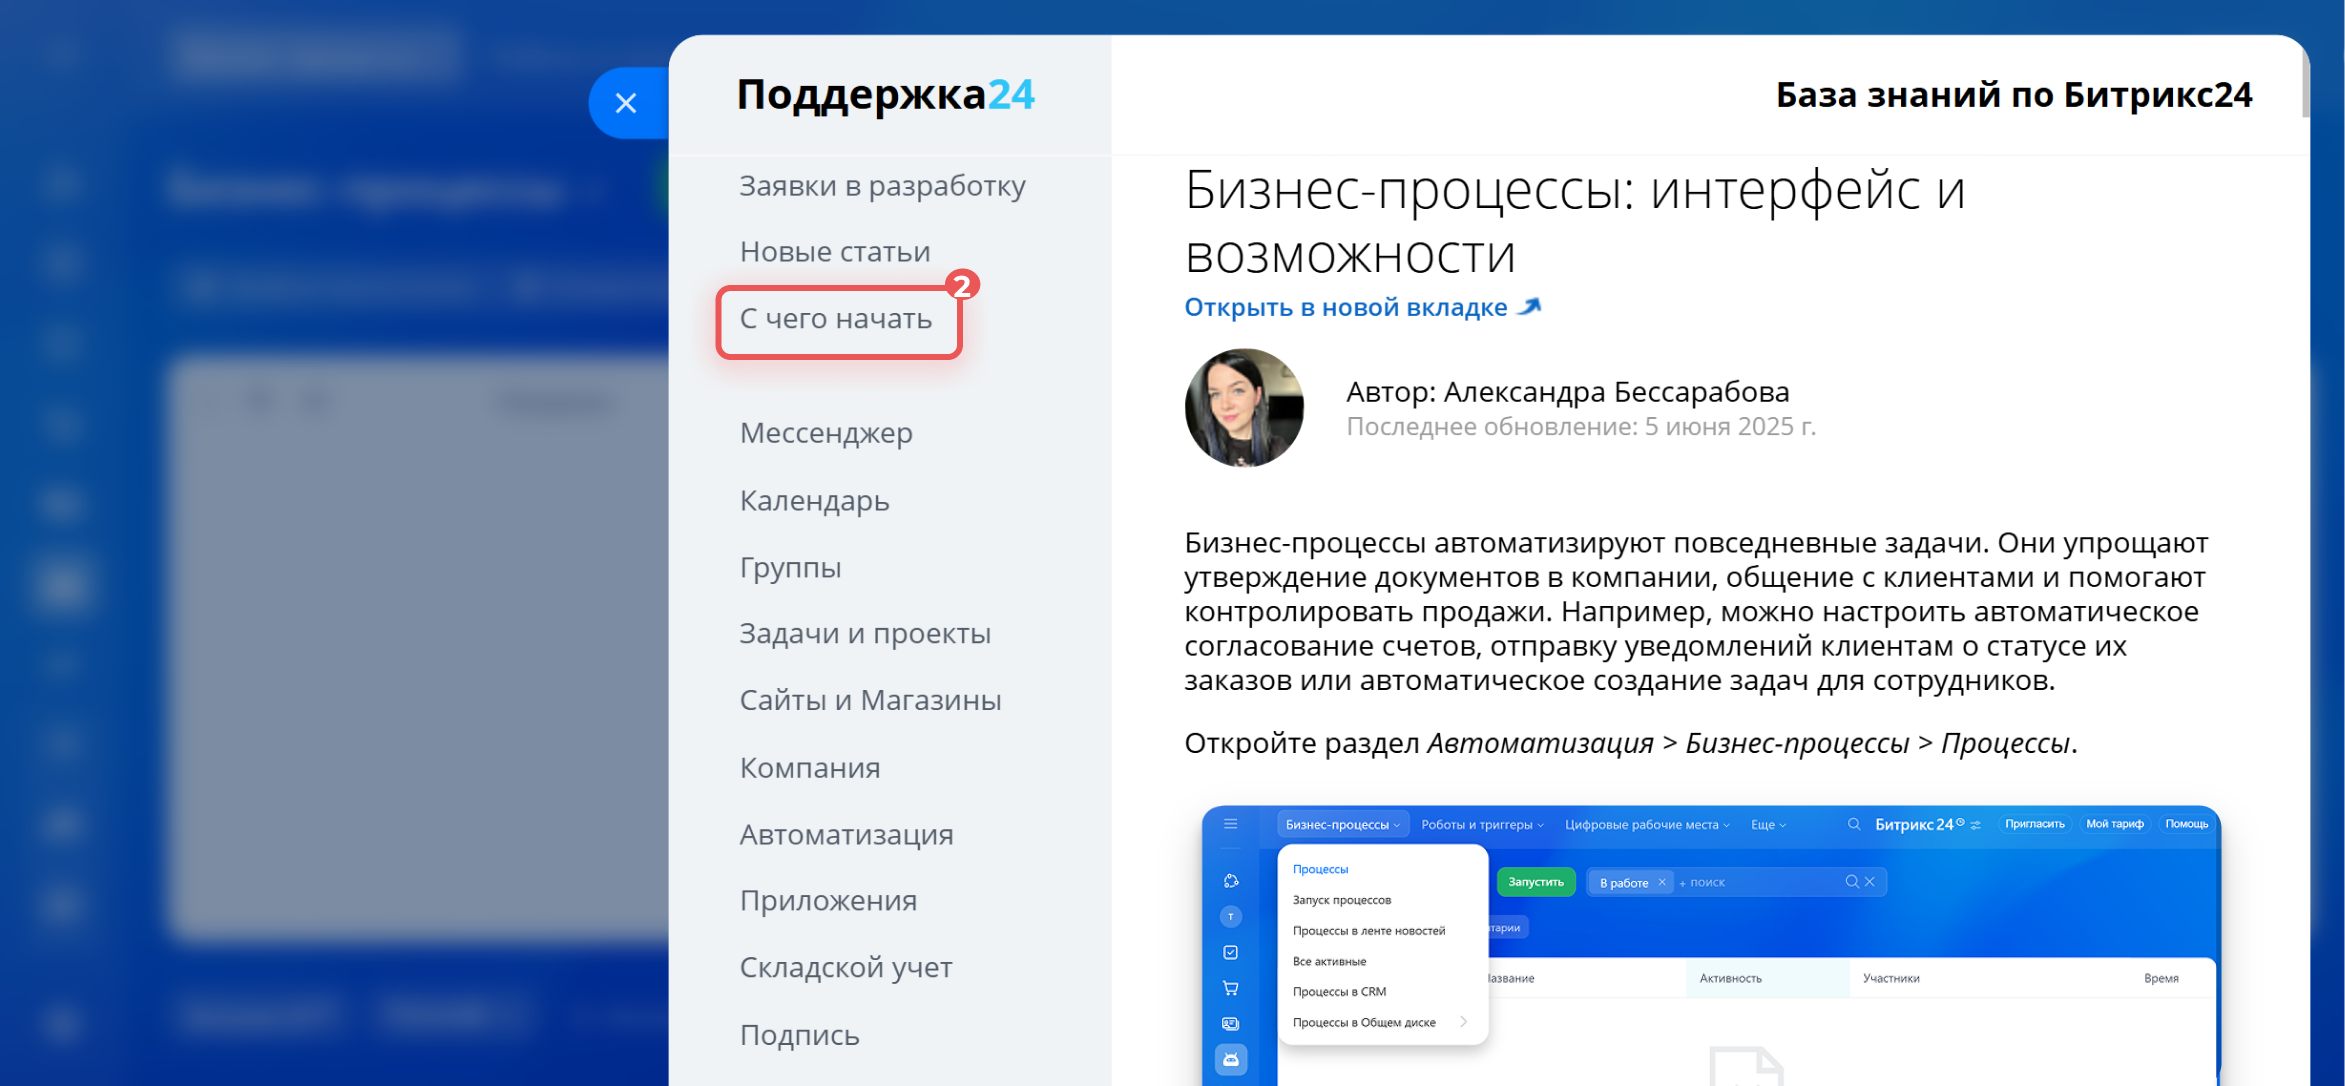 Поддержка24
Заявки в разработку
Новые статьи
2
С чего начать
Мессенджер
Календарь
Группы
Задачи и проекты
Сайты и Магазины
Компания
Автоматизация
Приложения
Складской учет
Подпись
База знаний по Битрикс24
Бизнес-процессы: интерфейс и
возможности
Открыть в новой вкладке
Автор: Александра Бессарабова
Последнее обновление: 5 июня 2025 г.
Бизнес-процессы автоматизируют повседневные задачи. Они упрощают
утверждение документов в компании, общение с клиентами и помогают
контролировать продажи. Например, можно настроить автоматическое
согласование счетов, отправку уведомлений клиентам о статусе их
заказов или автоматическое создание задач для сотрудников.
Откройте раздел Автоматизация > Бизнес-процессы > Процессы.
Бизнес-процессы Роботы и триггеры Цифровые рабочие места Еще Битрикс 24 Пригласить Мой тариф Помощь
Процессы
Запустить В работе × + поиск
Запуск процессов
Т
Процессы в ленте новостей тарии
Все активные
Название Активность Участники Время
Процессы в CRM
Процессы в Общем диске